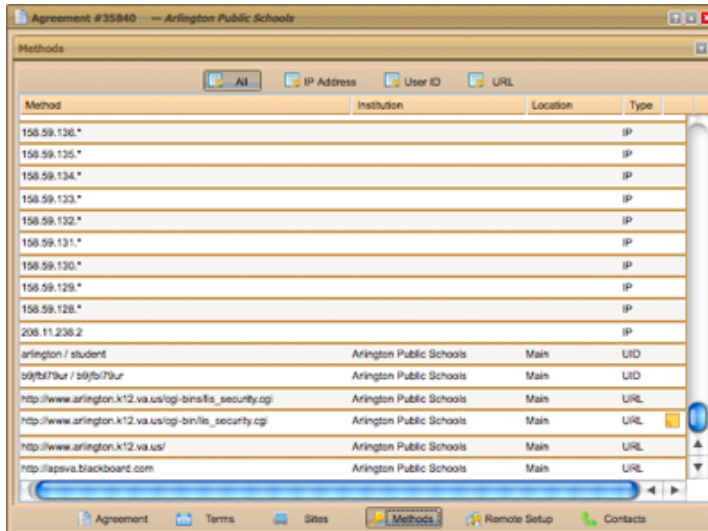 Agreement #35840 — Arlington Public Schools
Methods
All IP Address User ID URL
Method Institution Location Type
158.59.136.* IP
158.59.135.* IP
158.59.134.* IP
158.59.133.* IP
158.59.132.* IP
158.59.131.* IP
158.59.130.* IP
158.59.129.* IP
158.59.128.* IP
208.11.238.2 IP
arlington / student Arlington Public Schools Main UID
Arlington Public Schools Main UID
http://www.arlington.k12.va.us/cgi-bins/lis_security.cgi Arlington Public Schools Main URL
http://www.arlington.k12.va.us/cgi-bin/lis_security.cgi Arlington Public Schools Main URL
http://www.arlington.k12.va.us/ Arlington Public Schools Main URL
http://apsva.blackboard.com Arlington Public Schools Main URL
Agreement Terms Sites Methods Remote Setup Contacts